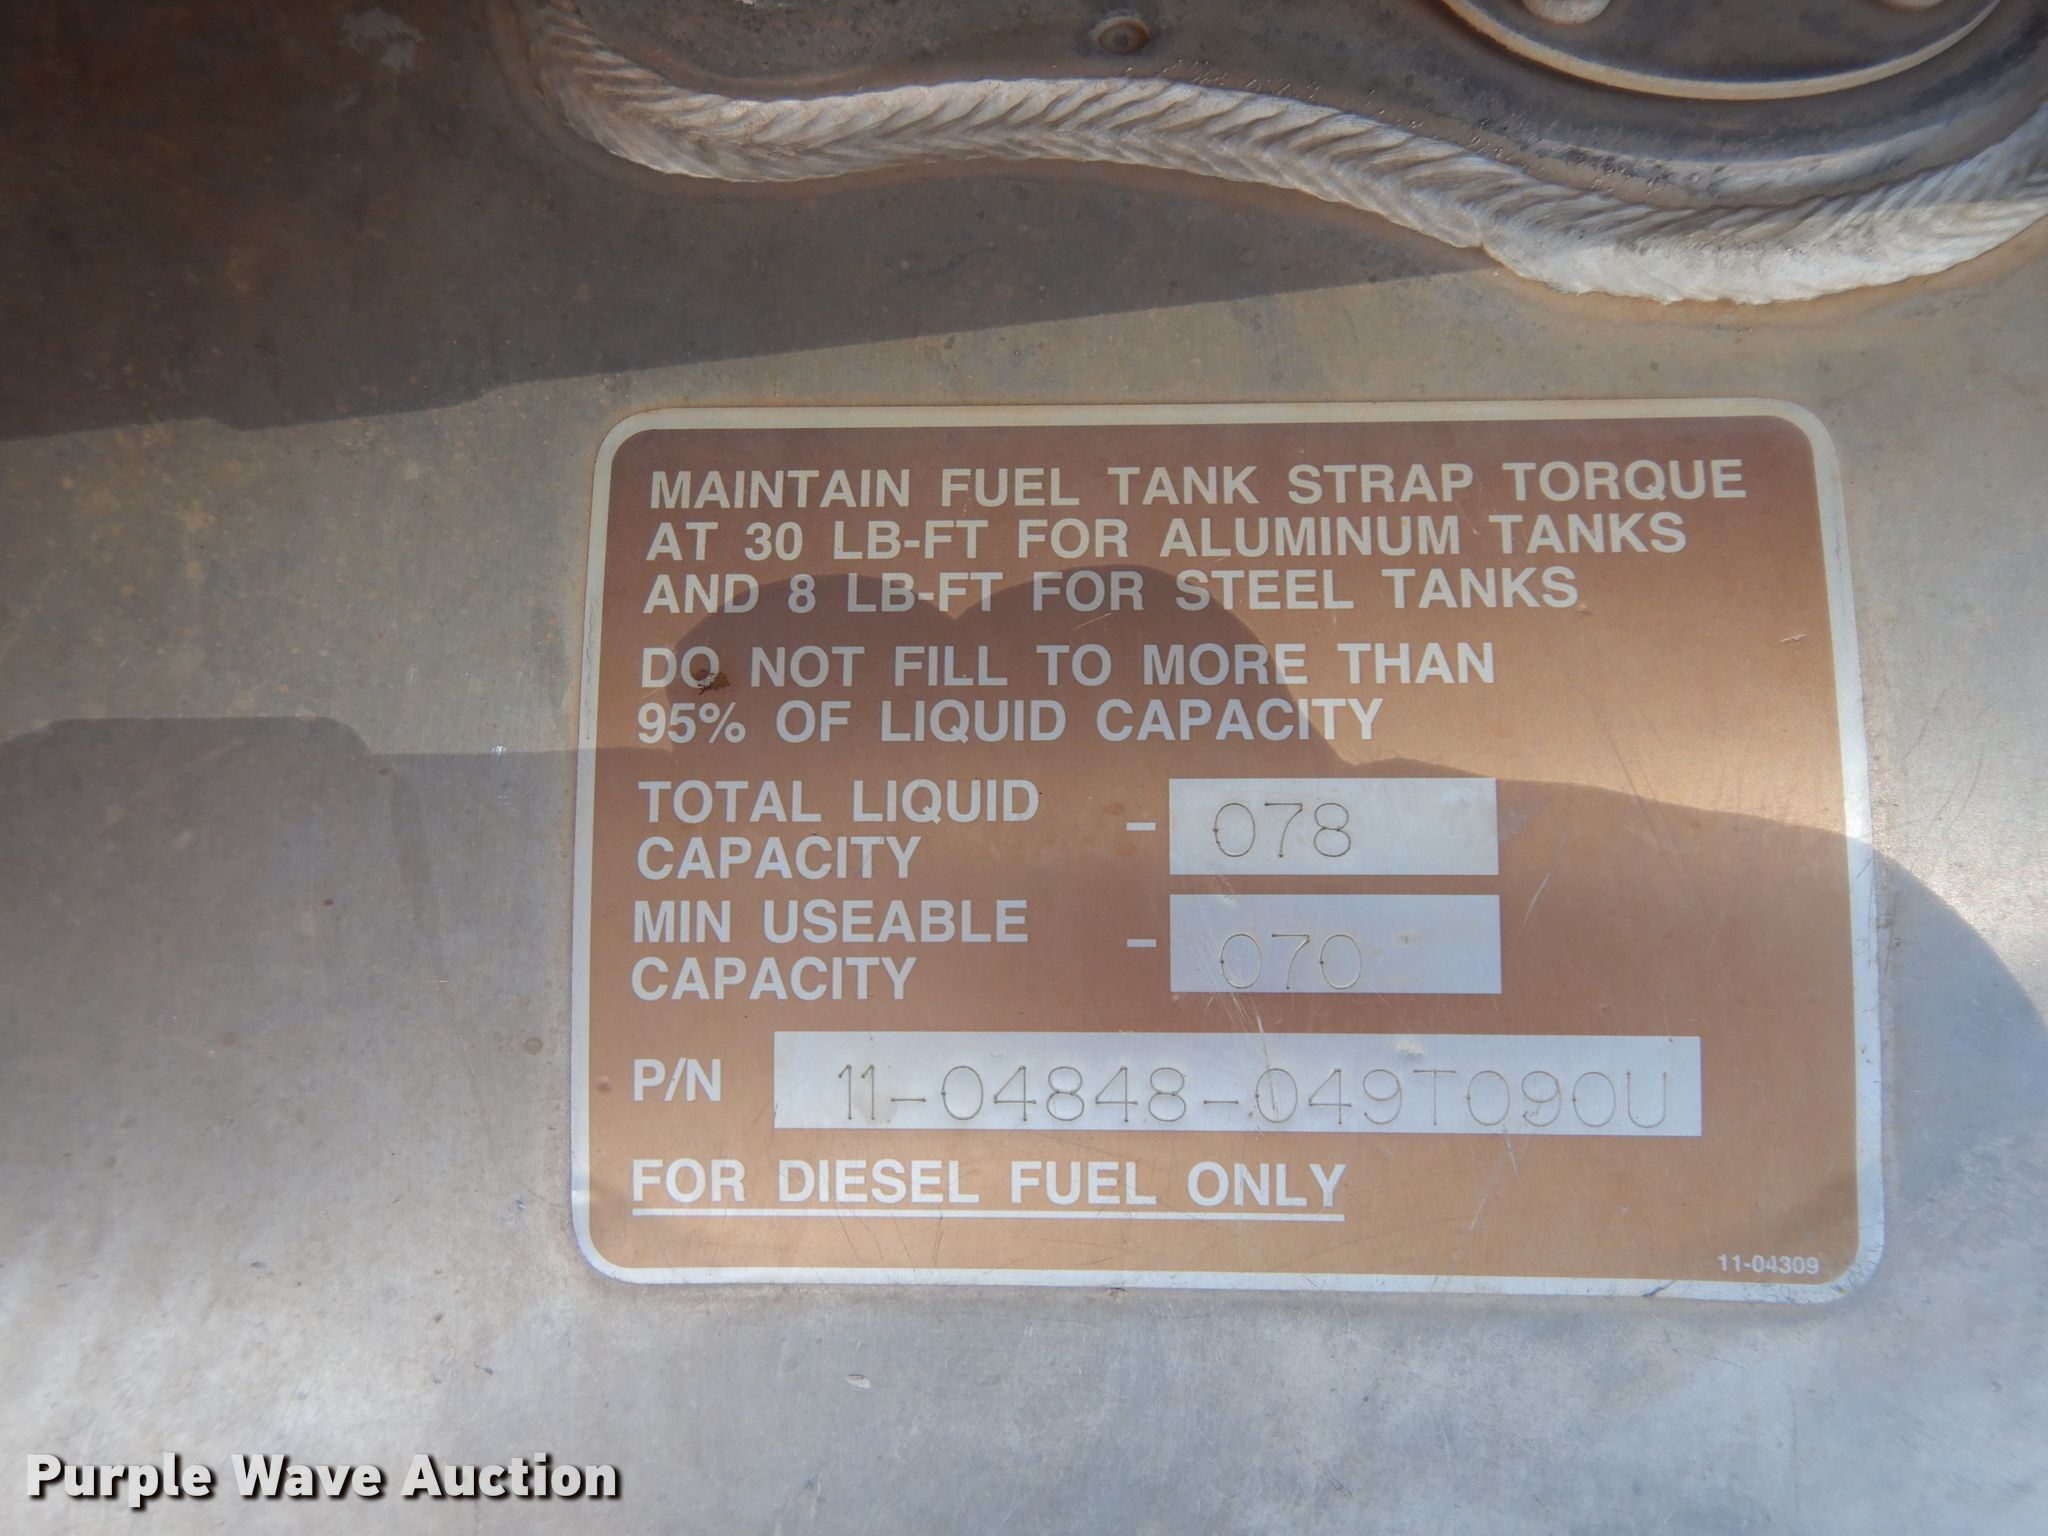 MAINTAIN FUEL TANK STRAP TORQUE
AT 30 LB-FT FOR ALUMINUM TANKS
AND 8 LB-FT FOR STEEL TANKS
DO NOT FILL TO MORE THAN
95% OF LIQUID CAPACITY
TOTAL LIQUID
CAPACITY - 078
MIN USEABLE
CAPACITY - 070
P/N 11-04848-049T090U
FOR DIESEL FUEL ONLY
11-04309
Purple Wave Auction